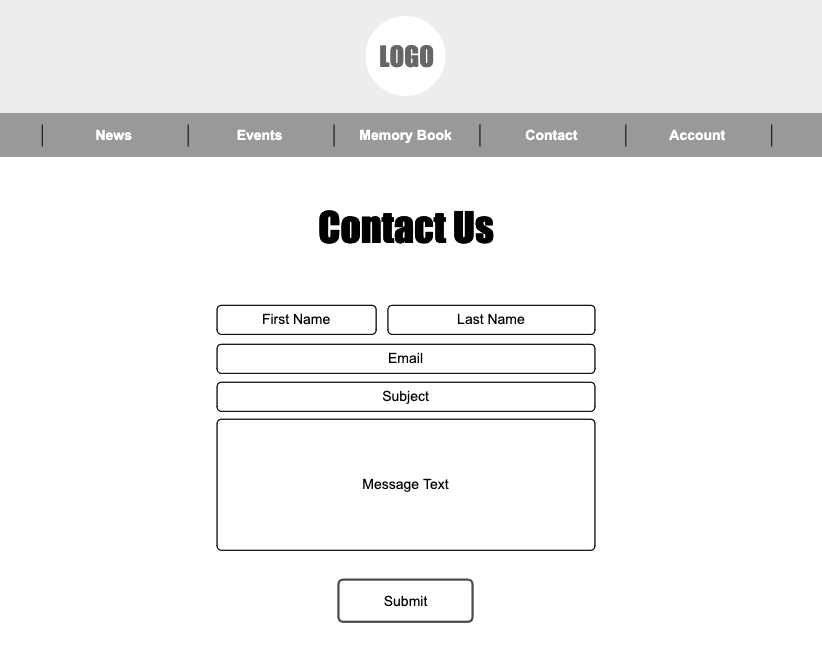 LOGO
News Events Memory Book Contact Account
Contact Us
First Name Last Name
Email
Subject
Message Text
Submit